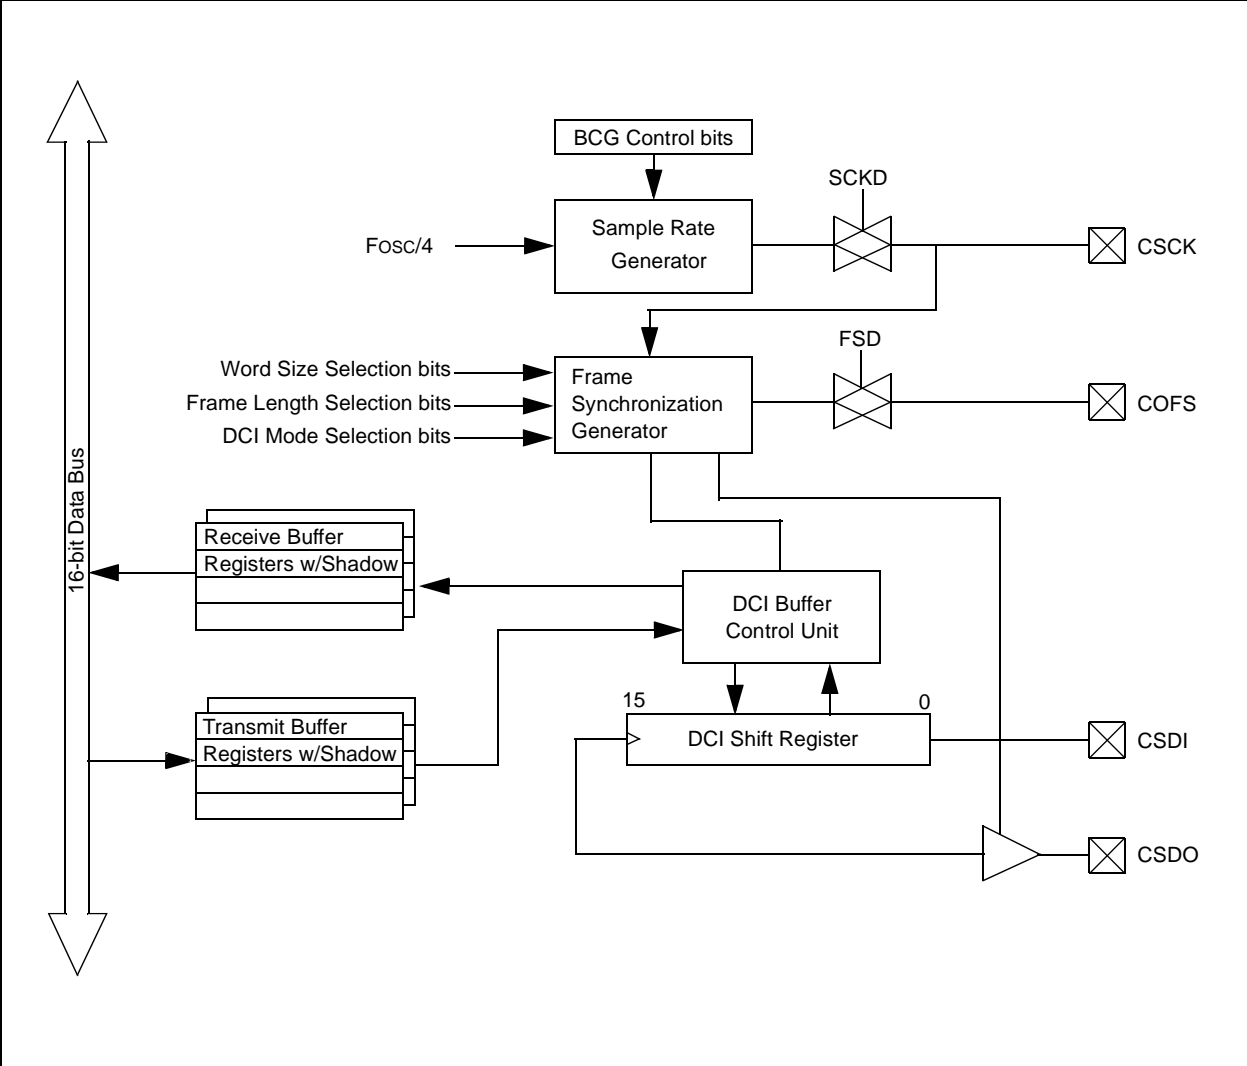 BCG Control bits
SCKD
Sample Rate
Generator
FOSC/4
CSCK
FSD
Word Size Selection bits
Frame Length Selection bits
DCI Mode Selection bits
Frame
Synchronization
Generator
COFS
16-bit Data Bus
Receive Buffer
Registers w/Shadow
DCI Buffer
Control Unit
15
0
Transmit Buffer
Registers w/Shadow
DCI Shift Register
CSDI
CSDO